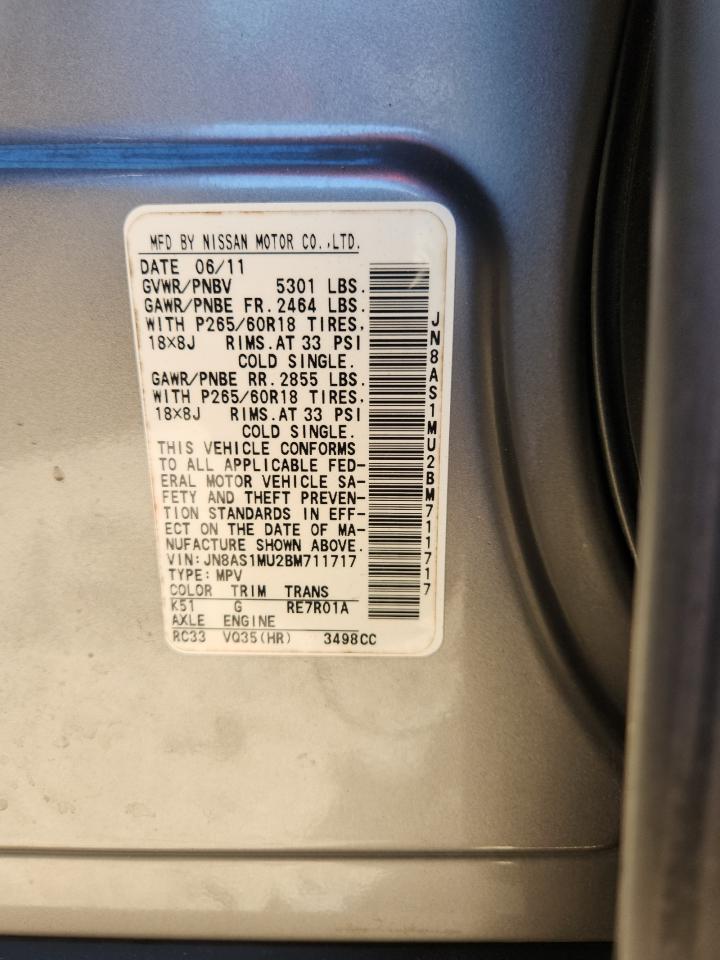 MFD BY NISSAN MOTOR CO.,LTD.
DATE 06/11
GVWR/PNBV 5301 LBS.
GAWR/PNBE FR. 2464 LBS.
WITH P265/60R18 TIRES,
18×8J RIMS. AT 33 PSI
COLD SINGLE.
GAWR/PNBE RR. 2855 LBS.
WITH P265/60R18 TIRES,
18×8J RIMS. AT 33 PSI
COLD SINGLE.
THIS VEHICLE CONFORMS
TO ALL APPLICABLE FED-
ERAL MOTOR VEHICLE SA-
FETY AND THEFT PREVEN-
TION STANDARDS IN EFF-
ECT ON THE DATE OF MA-
NUFACTURE SHOWN ABOVE.
VIN: JN8AS1MU2BM711717
TYPE: MPV
COLOR TRIM TRANS
K51 G RE7R01A
AXLE ENGINE
RC33 VQ35(HR) 3498CC
JN8AS1MU2BM711717